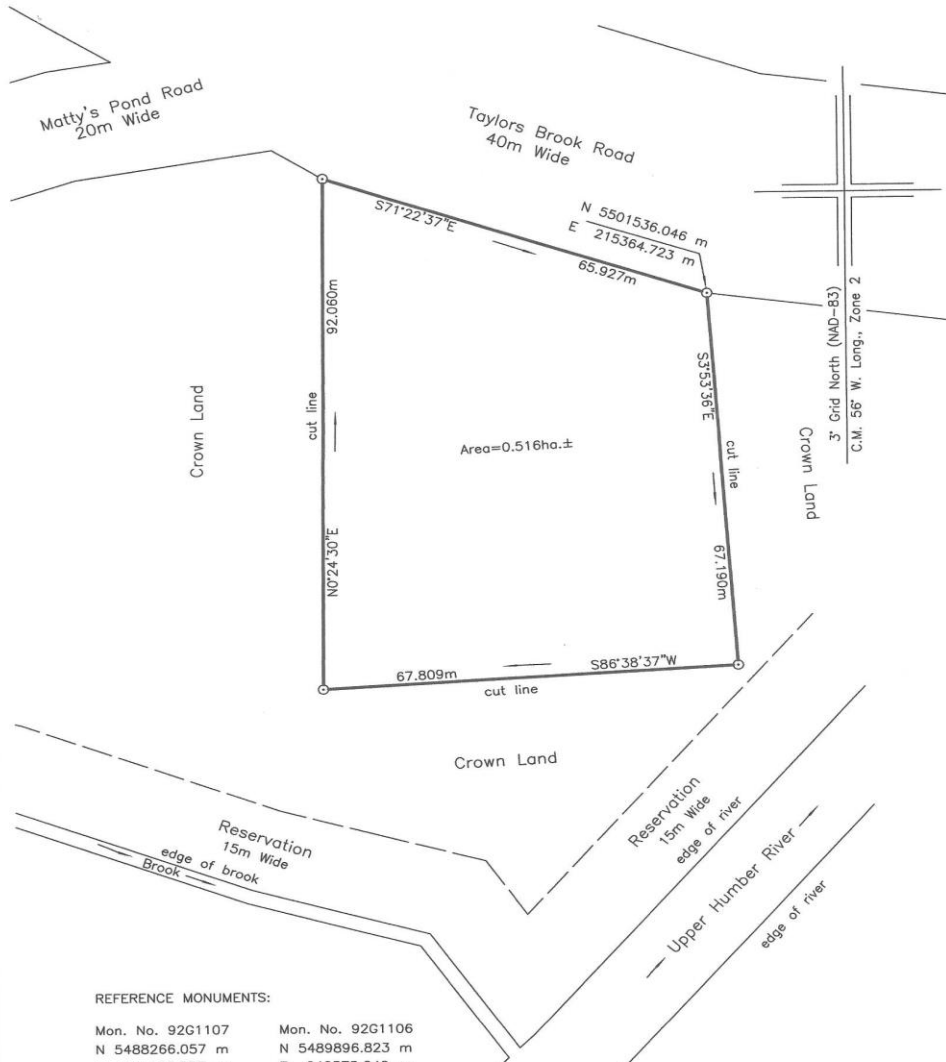 Matty's Pond Road
20m Wide
Taylors Brook Road
40m Wide
N 5501536.046 m
E 215364.723 m
S71°22'37"E
65.927m
92.060m
cut line
N0°24'30"E
Crown Land
Area=0.516ha.±
S3°53'36"E
cut line
67.190m
Crown Land
3° Grid North (NAD-83)
C.M. 56° W. Long., Zone 2
67.809m
S86°38'37"W
cut line
Crown Land
Reservation
15m Wide
edge of brook
Brook
Reservation
15m Wide
edge of river
Upper Humber River
edge of river
REFERENCE MONUMENTS:
Mon. No. 92G1107
N 5488266.057 m
Mon. No. 92G1106
N 5489896.823 m